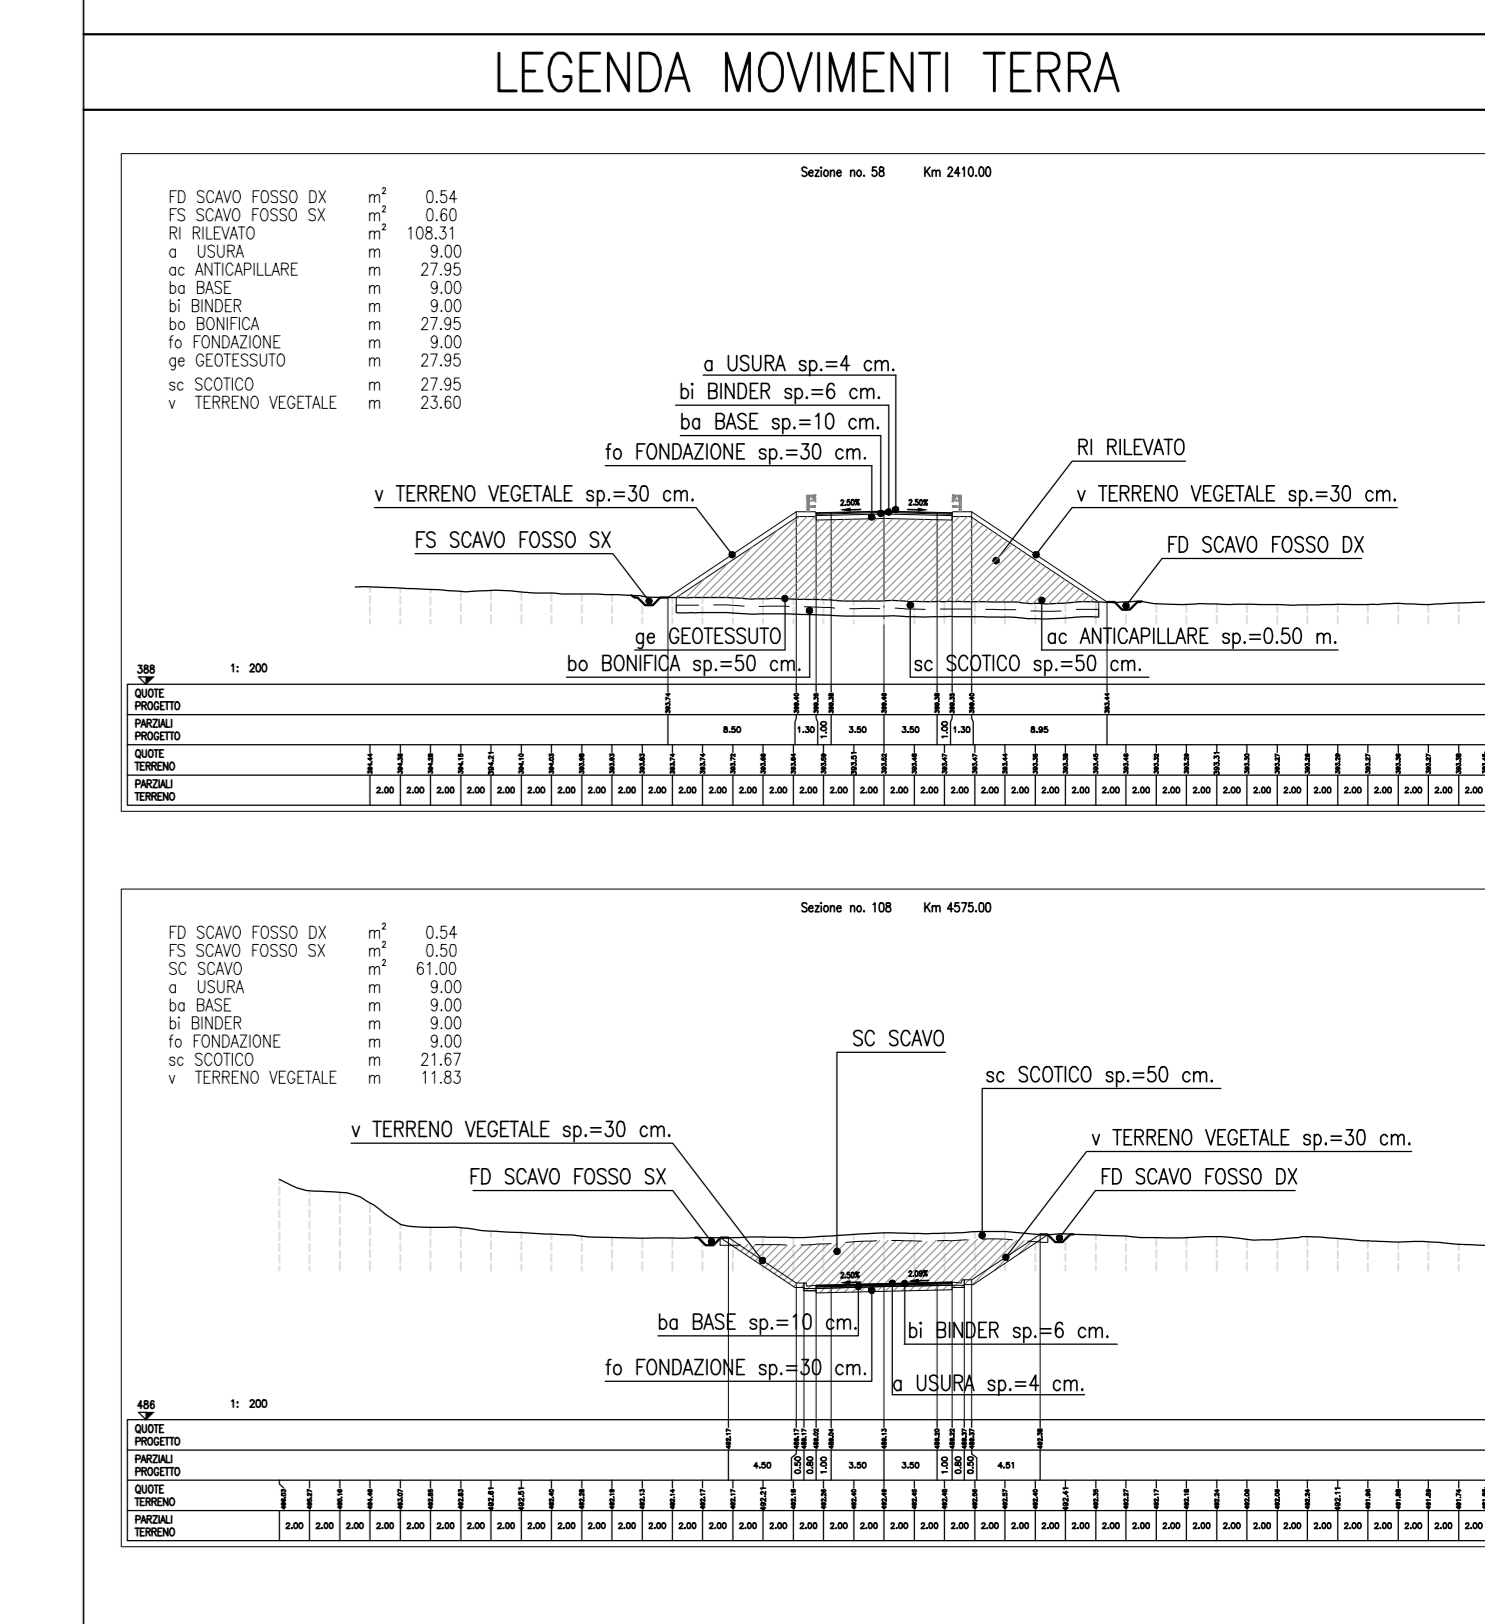 LEGENDA MOVIMENTI TERRA
Sezione no. 58 Km 2410.00
FD SCAVO FOSSO DX m² 0.54
FS SCAVO FOSSO SX m² 0.60
RI RILEVATO m² 108.31
a USURA m 9.00
ac ANTICAPILLARE m 27.95
ba BASE m 9.00
bi BINDER m 9.00
bo BONIFICA m 27.95
fo FONDAZIONE m 9.00
ge GEOTESSUTO m 27.95
sc SCOTICO m 27.95
v TERRENO VEGETALE m 23.60
a USURA sp.=4 cm.
bi BINDER sp.=6 cm.
ba BASE sp.=10 cm.
fo FONDAZIONE sp.=30 cm.
RI RILEVATO
v TERRENO VEGETALE sp.=30 cm.
v TERRENO VEGETALE sp.=30 cm.
2.50% 2.50%
FS SCAVO FOSSO SX
FD SCAVO FOSSO DX
ge GEOTESSUTO
ac ANTICAPILLARE sp.=0.50 m.
bo BONIFICA sp.=50 cm.
sc SCOTICO sp.=50 cm.
388 1: 200
QUOTE PROGETTO
PARZIALI PROGETTO 8.50 1.30 1.00 3.50 3.50 1.00 1.30 8.95
QUOTE TERRENO
PARZIALI TERRENO 2.00 2.00 2.00 2.00 2.00 2.00 2.00 2.00 2.00 2.00 2.00 2.00 2.00 2.00 2.00 2.00 2.00 2.00 2.00 2.00 2.00 2.00 2.00 2.00 2.00 2.00 2.00 2.00 2.00 2.00 2.00 2.00 2.00 2.00 2.00 2.00 2.00
Sezione no. 108 Km 4575.00
FD SCAVO FOSSO DX m² 0.54
FS SCAVO FOSSO SX m² 0.50
SC SCAVO m² 61.00
a USURA m 9.00
ba BASE m 9.00
bi BINDER m 9.00
fo FONDAZIONE m 9.00
sc SCOTICO m 21.67
v TERRENO VEGETALE m 11.83
SC SCAVO
sc SCOTICO sp.=50 cm.
v TERRENO VEGETALE sp.=30 cm.
v TERRENO VEGETALE sp.=30 cm.
FD SCAVO FOSSO SX
FD SCAVO FOSSO DX
2.50% 2.09%
ba BASE sp.=10 cm.
bi BINDER sp.=6 cm.
fo FONDAZIONE sp.=30 cm.
a USURA sp.=4 cm.
486 1: 200
QUOTE PROGETTO
PARZIALI PROGETTO 4.50 0.50 0.80 1.00 3.50 3.50 1.00 0.80 0.50 4.51
QUOTE TERRENO
PARZIALI TERRENO 2.00 2.00 2.00 2.00 2.00 2.00 2.00 2.00 2.00 2.00 2.00 2.00 2.00 2.00 2.00 2.00 2.00 2.00 2.00 2.00 2.00 2.00 2.00 2.00 2.00 2.00 2.00 2.00 2.00 2.00 2.00 2.00 2.00 2.00 2.00 2.00 2.00 2.00 2.00 2.00